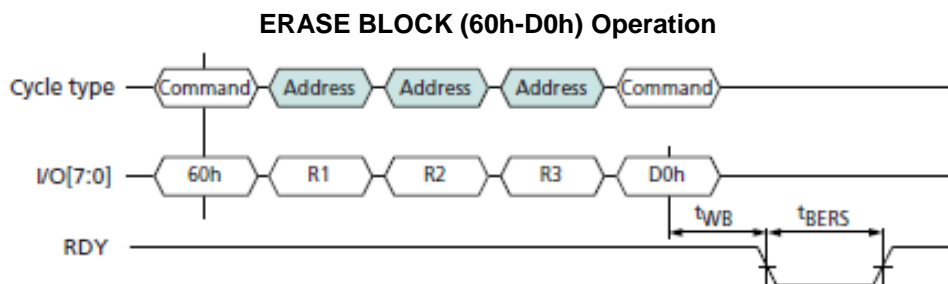 ERASE BLOCK (60h-D0h) Operation
Cycle type Command Address Address Address Command
I/O[7:0] 60h R1 R2 R3 D0h
tWB tBERS
RDY